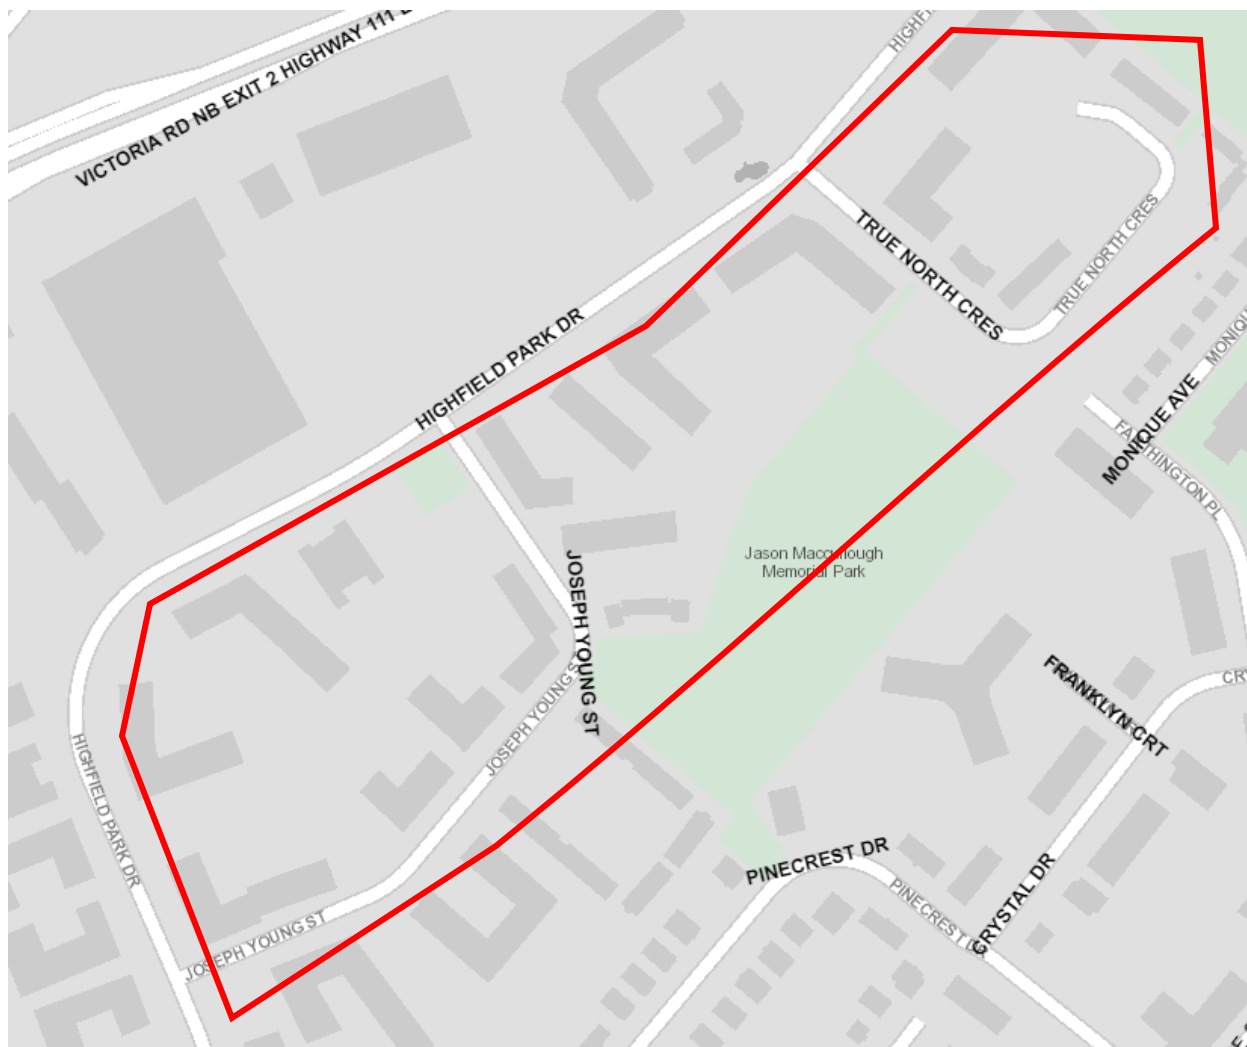 VICTORIA RD NB EXIT 2 HIGHWAY 111
TRUE NORTH CRES
TRUE NORTH CRES
HIGHFIELD PARK DR
MONIQUE AVE
FARTHINGTON PL
Jason Maccullough
Memorial Park
JOSEPH YOUNG ST
JOSEPH YOUNG
HIGHFIELD PARK DR
FRANKLYN CRT
PINECREST DR
PINECREST
CRYSTAL DR
JOSEPH YOUNG ST